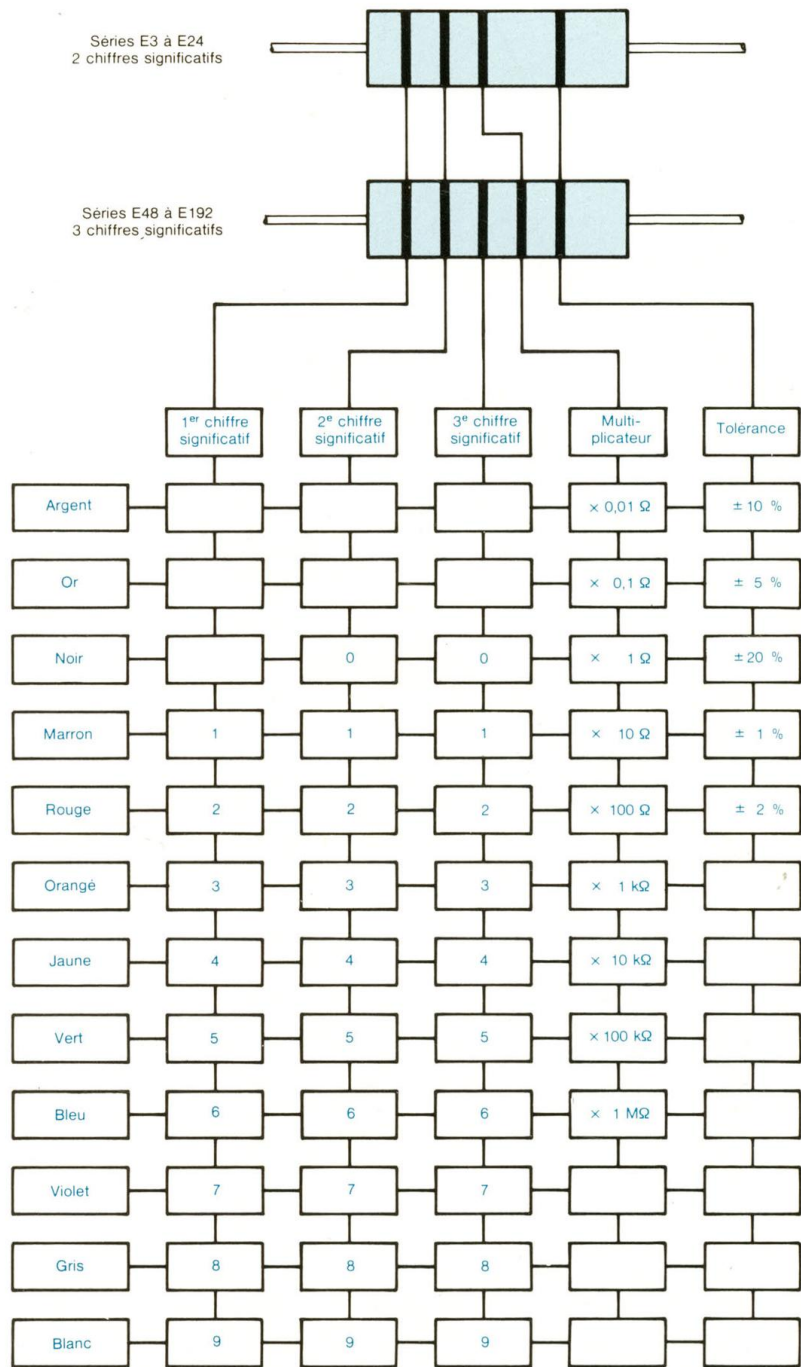 Séries E3 à E24
2 chiffres significatifs
Séries E48 à E192
3 chiffres significatifs
1er chiffre
significatif
2e chiffre
significatif
3e chiffre
significatif
Multi-
plicateur
Tolérance
Argent × 0,01 Ω ± 10 %
Or × 0,1 Ω ± 5 %
Noir 0 0 × 1 Ω ± 20 %
Marron 1 1 1 × 10 Ω ± 1 %
Rouge 2 2 2 × 100 Ω ± 2 %
Orangé 3 3 3 × 1 kΩ
Jaune 4 4 4 × 10 kΩ
Vert 5 5 5 × 100 kΩ
Bleu 6 6 6 × 1 MΩ
Violet 7 7 7
Gris 8 8 8
Blanc 9 9 9